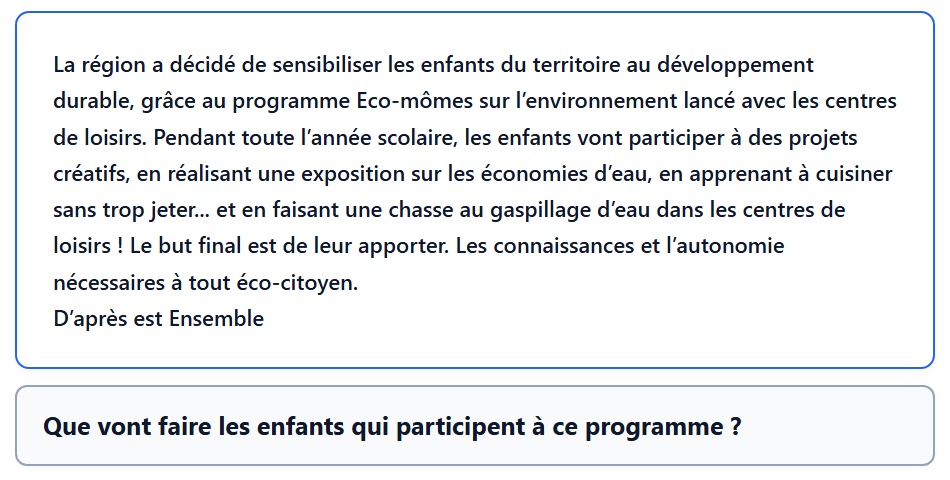 La région a décidé de sensibiliser les enfants du territoire au développement
durable, grâce au programme Eco-mômes sur l’environnement lancé avec les centres
de loisirs. Pendant toute l’année scolaire, les enfants vont participer à des projets
créatifs, en réalisant une exposition sur les économies d’eau, en apprenant à cuisiner
sans trop jeter... et en faisant une chasse au gaspillage d’eau dans les centres de
loisirs ! Le but final est de leur apporter. Les connaissances et l’autonomie
nécessaires à tout éco-citoyen.
D’après est Ensemble
Que vont faire les enfants qui participent à ce programme ?